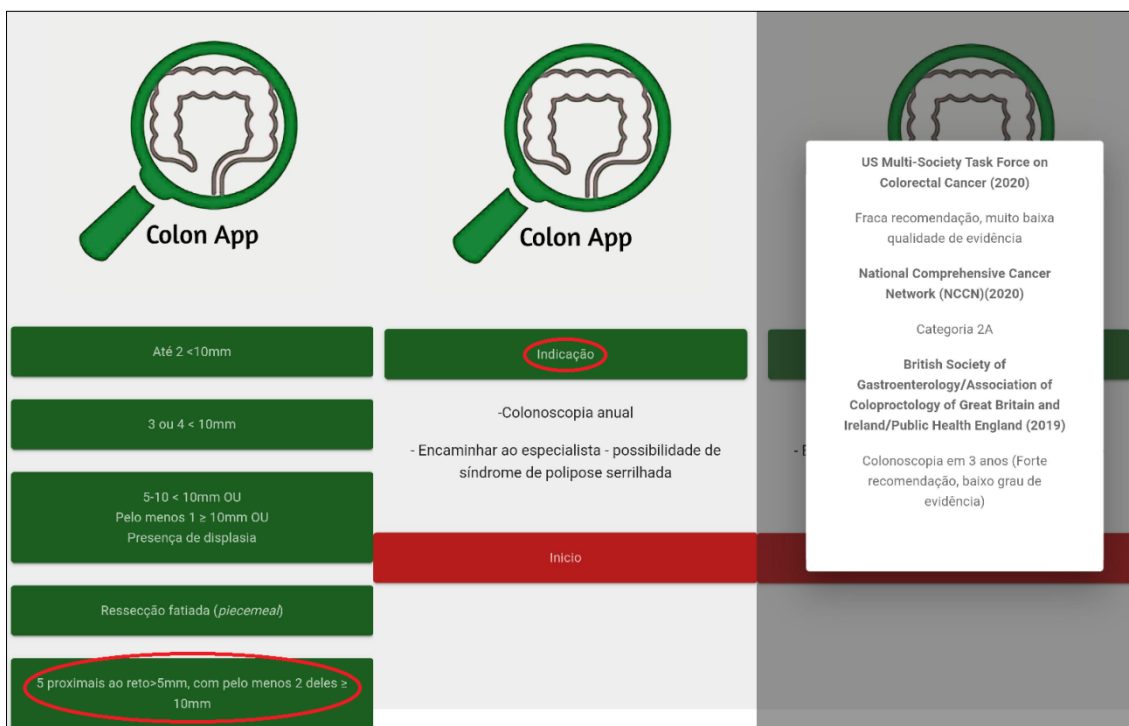 Colon App
Até 2 <10mm
3 ou 4 < 10mm
5-10 < 10mm OU
Pelo menos 1 ≥ 10mm OU
Presença de displasia
Ressecção fatiada (piecemeal)
5 proximais ao reto>5mm, com pelo menos 2 deles ≥
10mm
Colon App
Indicação
-Colonoscopia anual
- Encaminhar ao especialista - possibilidade de
síndrome de polipose serrilhada
Inicio
US Multi-Society Task Force on
Colorectal Cancer (2020)
Fraca recomendação, muito baixa
qualidade de evidência
National Comprehensive Cancer
Network (NCCN)(2020)
Categoria 2A
British Society of
Gastroenterology/Association of
Coloproctology of Great Britain and
Ireland/Public Health England (2019)
Colonoscopia em 3 anos (Forte
recomendação, baixo grau de
evidência)